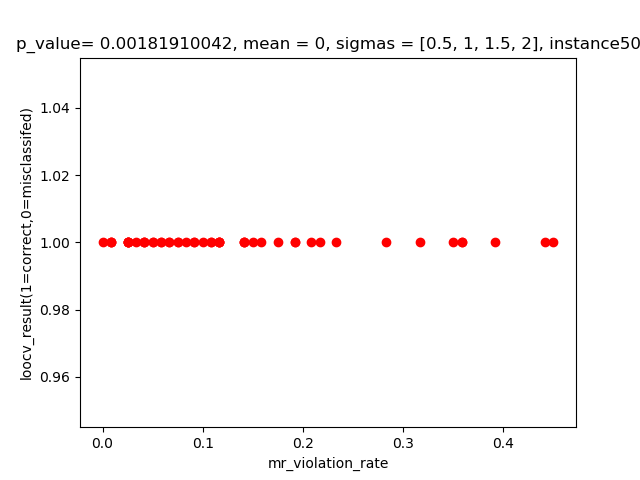 p_value= 0.00181910042, mean = 0, sigmas = [0.5, 1, 1.5, 2], instance50
1.04
1.02
1.00
0.98
0.96
loocv_result(1=correct,0=misclassifed)
0.0 0.1 0.2 0.3 0.4
mr_violation_rate